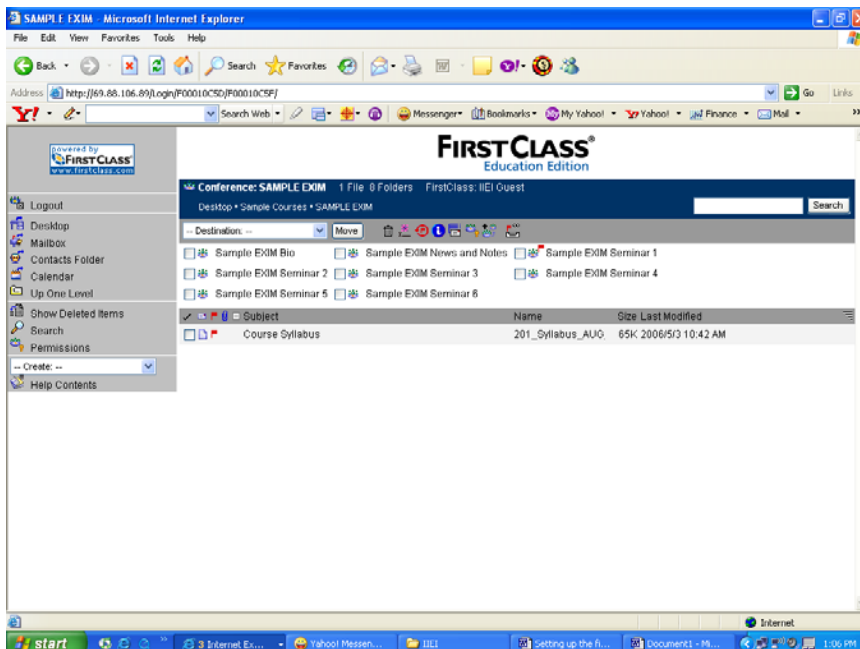 SAMPLE EXIM - Microsoft Internet Explorer
File Edit View Favorites Tools Help
Back Search Favorites
Address http://69.88.106.89/Login/F00010C5D/F00010C5F/ Go Links
Y! Search Web Messenger Bookmarks My Yahoo! Yahoo! Finance Mail
powered by
FIRSTCLASS
www.firstclass.com
FIRSTCLASS®
Education Edition
Conference: SAMPLE EXIM 1 File 8 Folders FirstClass: IIEI Guest
Desktop • Sample Courses • SAMPLE EXIM Search
-- Destination: -- Move
Logout
Desktop
Mailbox
Contacts Folder
Calendar
Up One Level
Show Deleted Items
Search
Permissions
-- Create: --
Help Contents
Sample EXIM Bio Sample EXIM News and Notes Sample EXIM Seminar 1
Sample EXIM Seminar 2 Sample EXIM Seminar 3 Sample EXIM Seminar 4
Sample EXIM Seminar 5 Sample EXIM Seminar 6
Subject Name Size Last Modified
Course Syllabus 201_Syllabus_AUG 65K 2006/5/3 10:42 AM
Internet
start 3 Internet Ex... Yahoo! Messen... IIEI Setting up the fi... Document1 - Mi... 1:06 PM